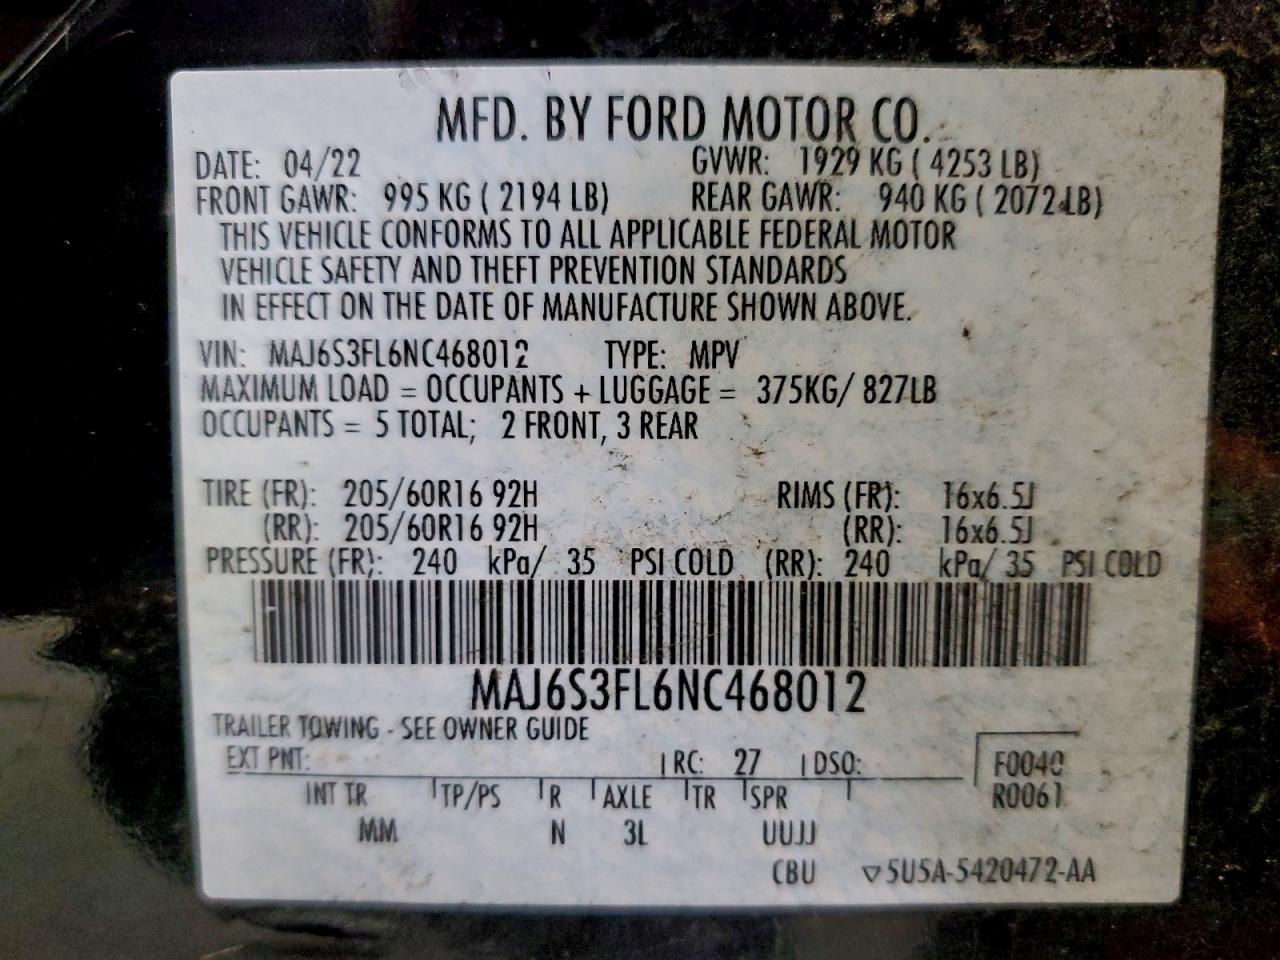 MFD. BY FORD MOTOR CO.
DATE: 04/22 GVWR: 1929 KG ( 4253 LB)
FRONT GAWR: 995 KG ( 2194 LB) REAR GAWR: 940 KG ( 2072 LB)
THIS VEHICLE CONFORMS TO ALL APPLICABLE FEDERAL MOTOR
VEHICLE SAFETY AND THEFT PREVENTION STANDARDS
IN EFFECT ON THE DATE OF MANUFACTURE SHOWN ABOVE.
VIN: MAJ6S3FL6NC468012 TYPE: MPV
MAXIMUM LOAD = OCCUPANTS + LUGGAGE = 375KG/ 827LB
OCCUPANTS = 5 TOTAL; 2 FRONT, 3 REAR
TIRE (FR): 205/60R16 92H RIMS (FR): 16x6.5J
(RR): 205/60R16 92H (RR): 16x6.5J
PRESSURE (FR): 240 kPa/ 35 PSI COLD (RR): 240 kPa/ 35 PSI COLD
MAJ6S3FL6NC468012
TRAILER TOWING - SEE OWNER GUIDE
EXT PNT: RC: 27 DSO: F0040
INT TR TP/PS R AXLE TR SPR R0061
MM N 3L UUJJ
CBU ▽5U5A-5420472-AA